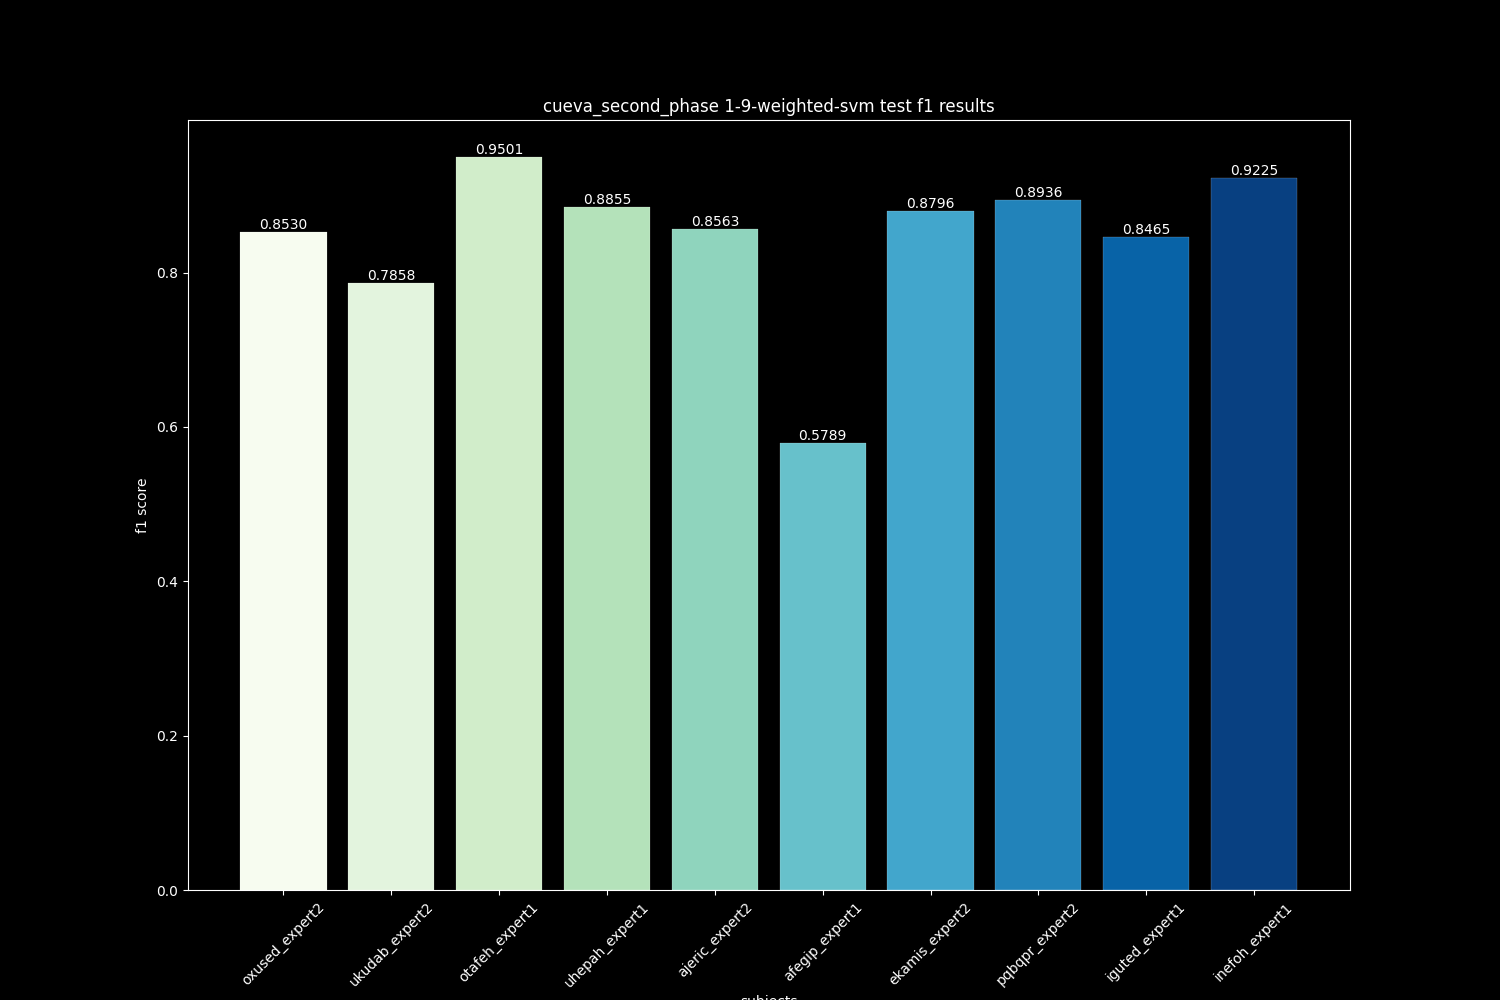 cueva_second_phase 1-9-weighted-svm test f1 results
0.9501
0.9225
0.8936
0.8855
0.8796
0.8563
0.8530
0.8465
0.7858
0.5789
0.8
0.6
0.4
0.2
0.0
f1 score
oxused_expert2
ukudab_expert2
otafeh_expert1
uhepah_expert1
ajeric_expert2
afegip_expert1
ekamis_expert2
pqbqpr_expert2
iguted_expert1
inefoh_expert1
subjects